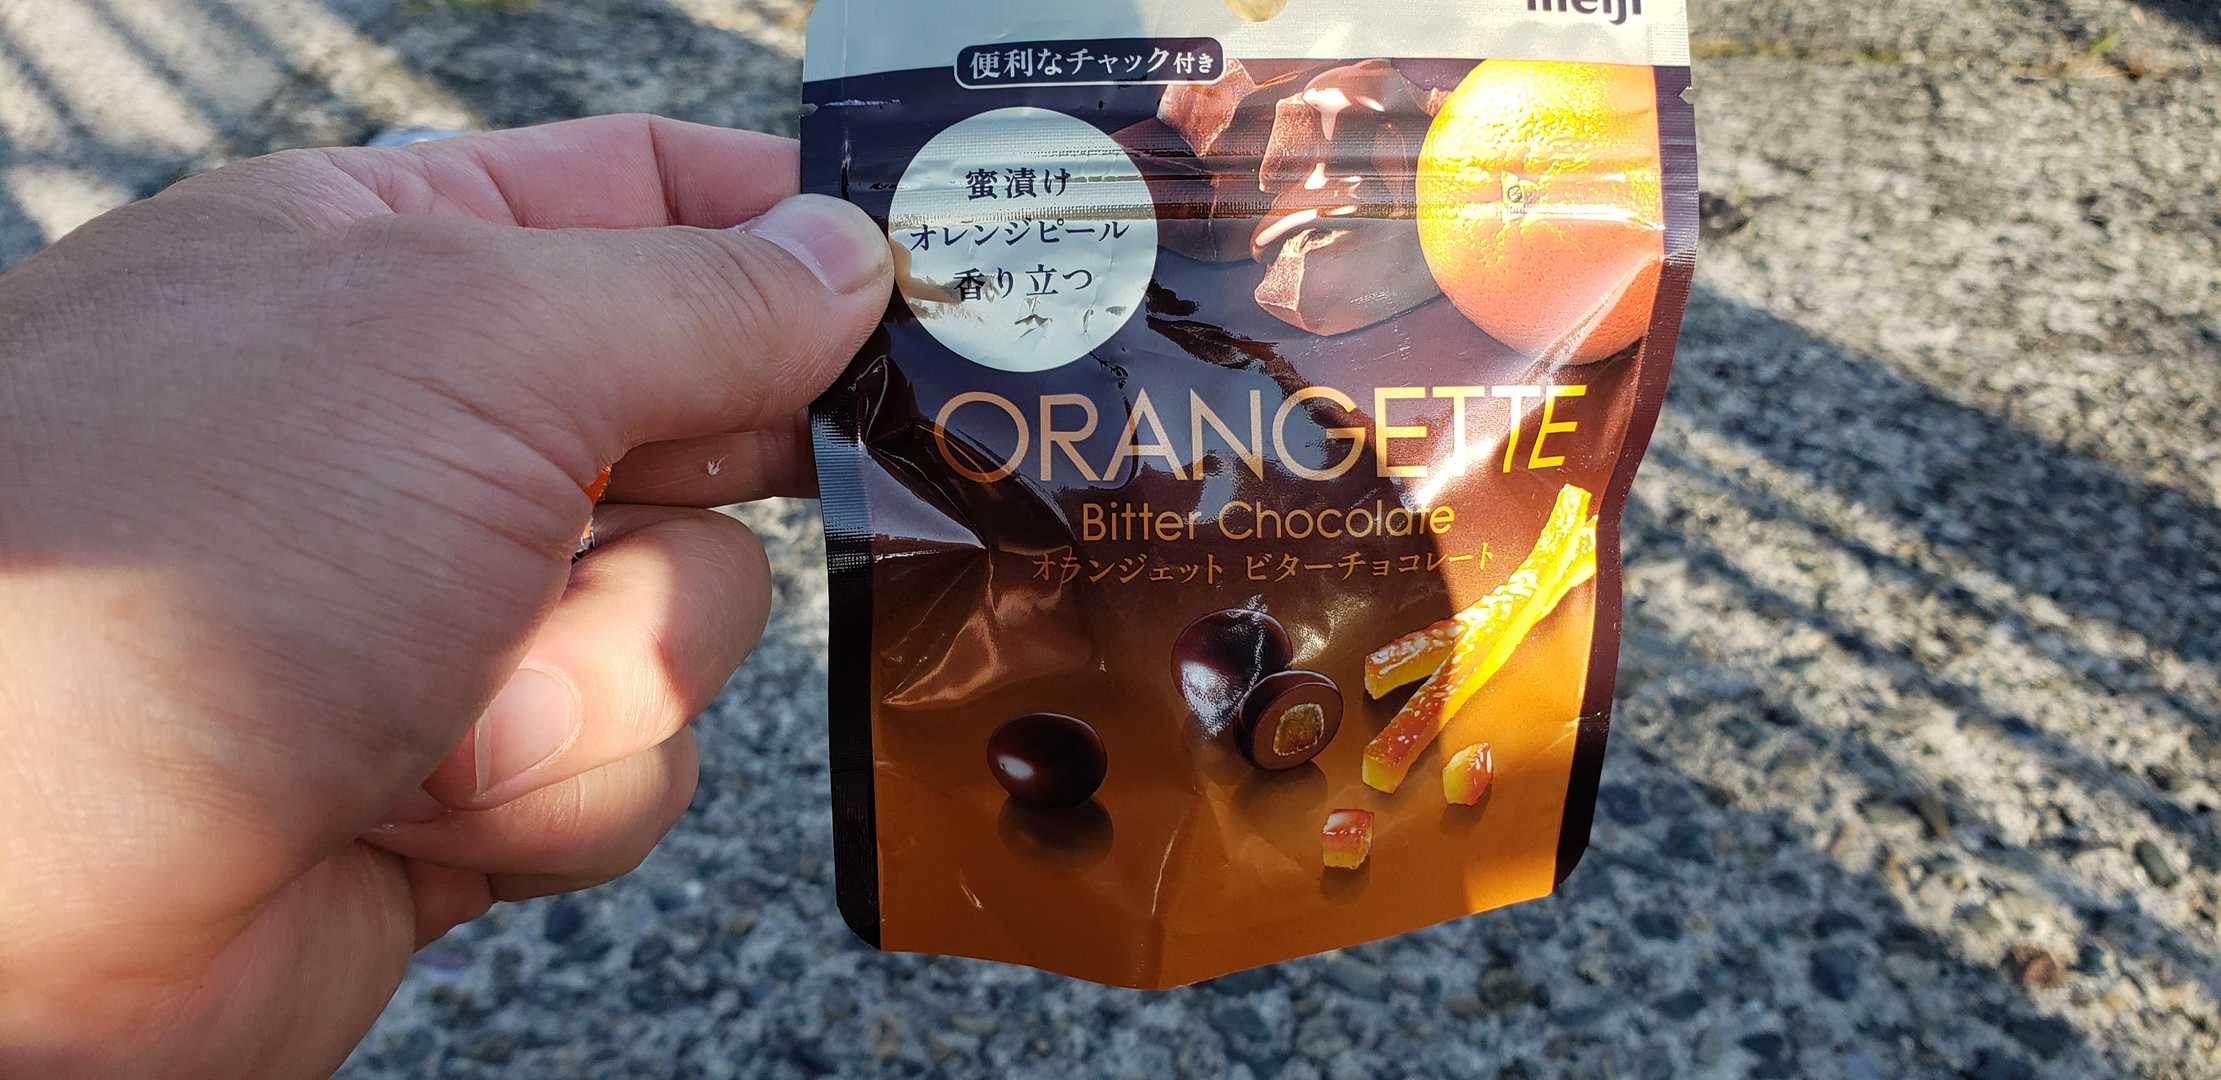 meiji
便利なチャック付き
蜜漬け
オレンジピール
香り立つ
ORANGETTE
Bitter Chocolate
オランジェット ビターチョコレート